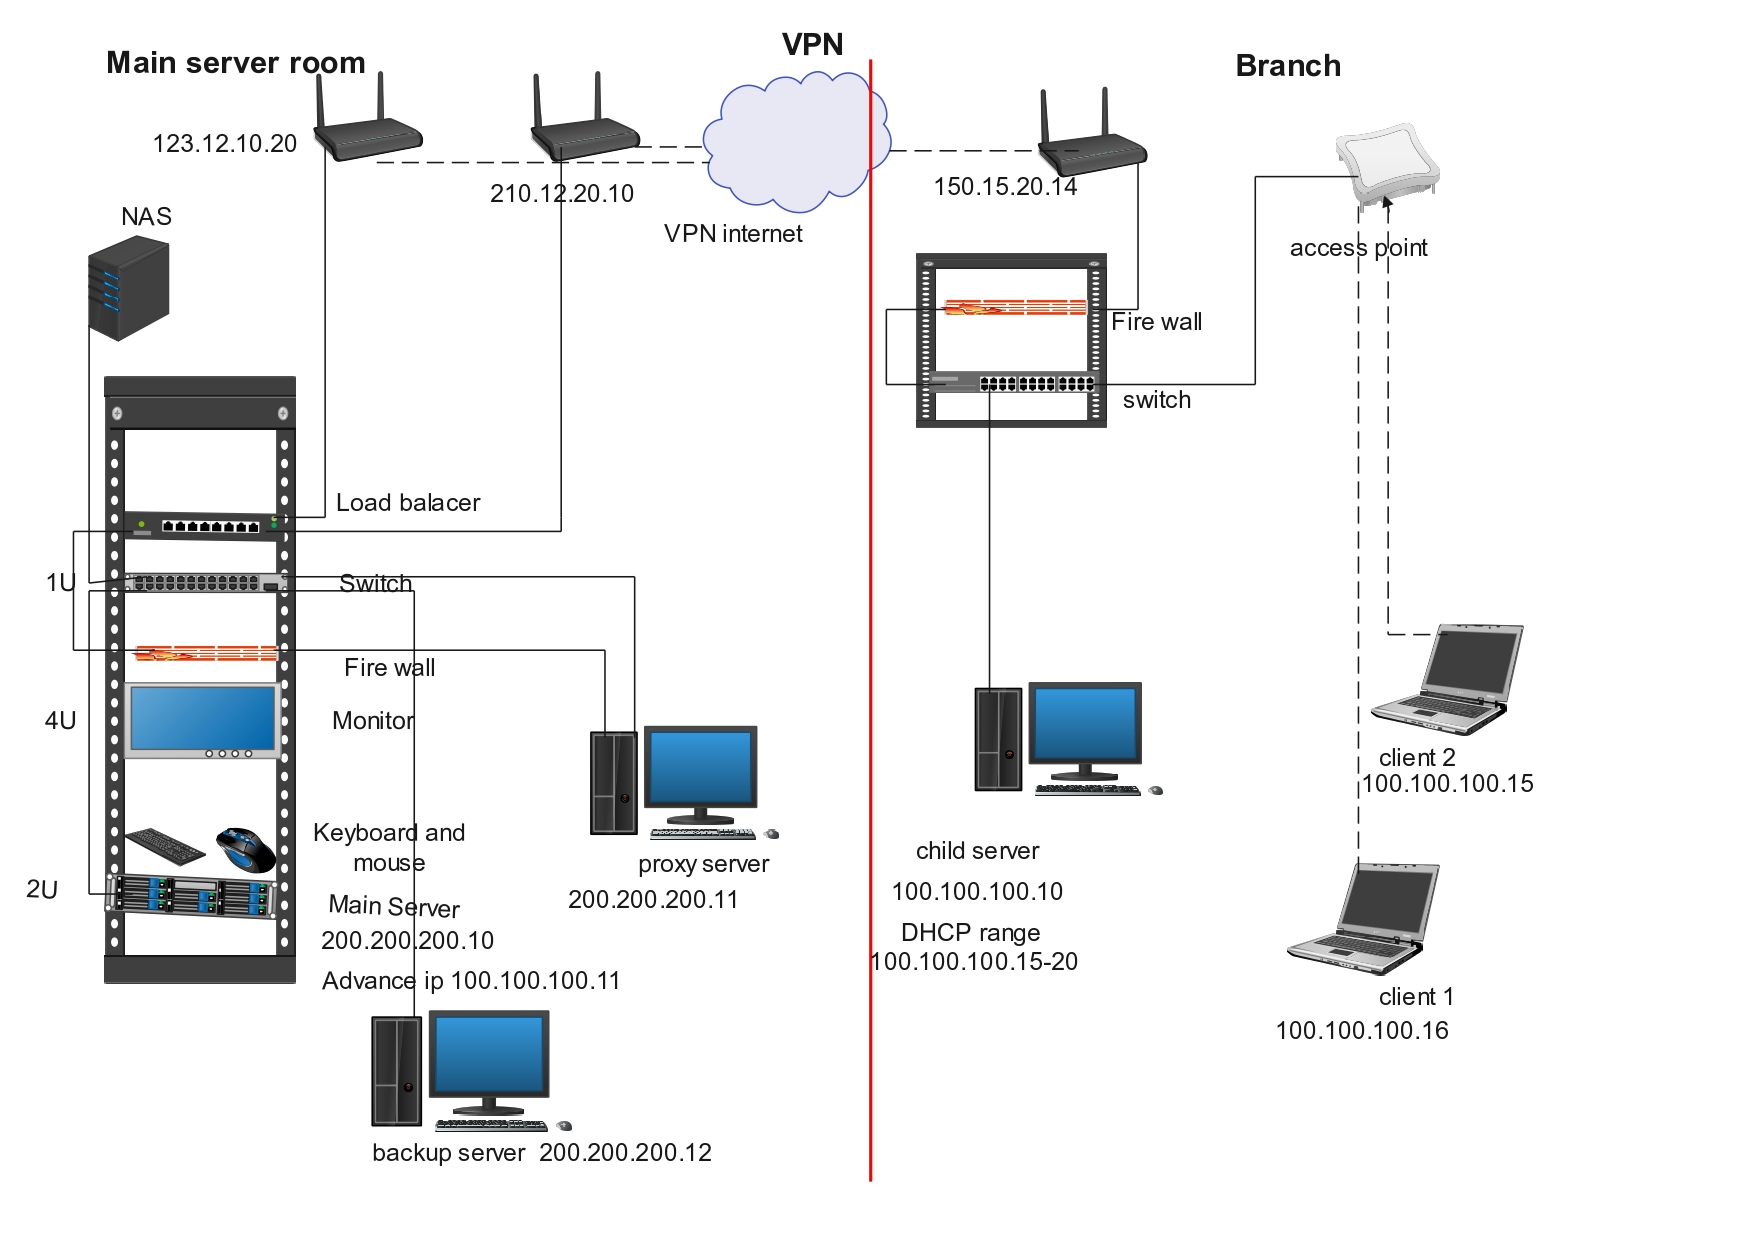 Main server room
VPN
Branch
123.12.10.20
210.12.20.10
150.15.20.14
VPN internet
access point
NAS
Fire wall
switch
Load balacer
1U
Switch
Fire wall
4U
Monitor
Keyboard and
mouse
2U
Main Server
200.200.200.10
Advance ip 100.100.100.11
proxy server
200.200.200.11
backup server 200.200.200.12
child server
100.100.100.10
DHCP range
100.100.100.15-20
client 2
100.100.100.15
client 1
100.100.100.16